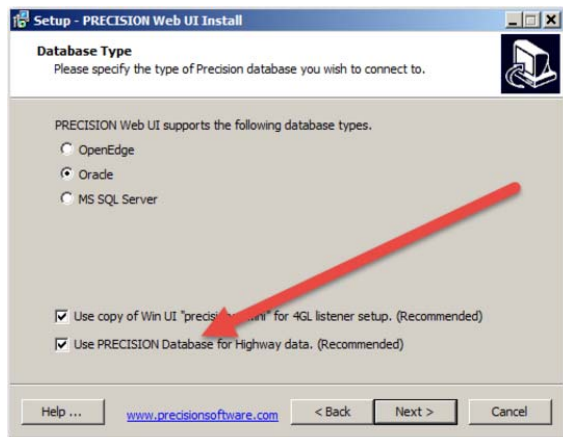 Setup - PRECISION Web UI Install
Database Type
Please specify the type of Precision database you wish to connect to.
PRECISION Web UI supports the following database types.
OpenEdge
Oracle
MS SQL Server
Use copy of Win UI "for 4GL listener setup. (Recommended)
Use PRECISION Database for Highway data. (Recommended)
Help ...
www.precisionsoftware.com
< Back
Next >
Cancel